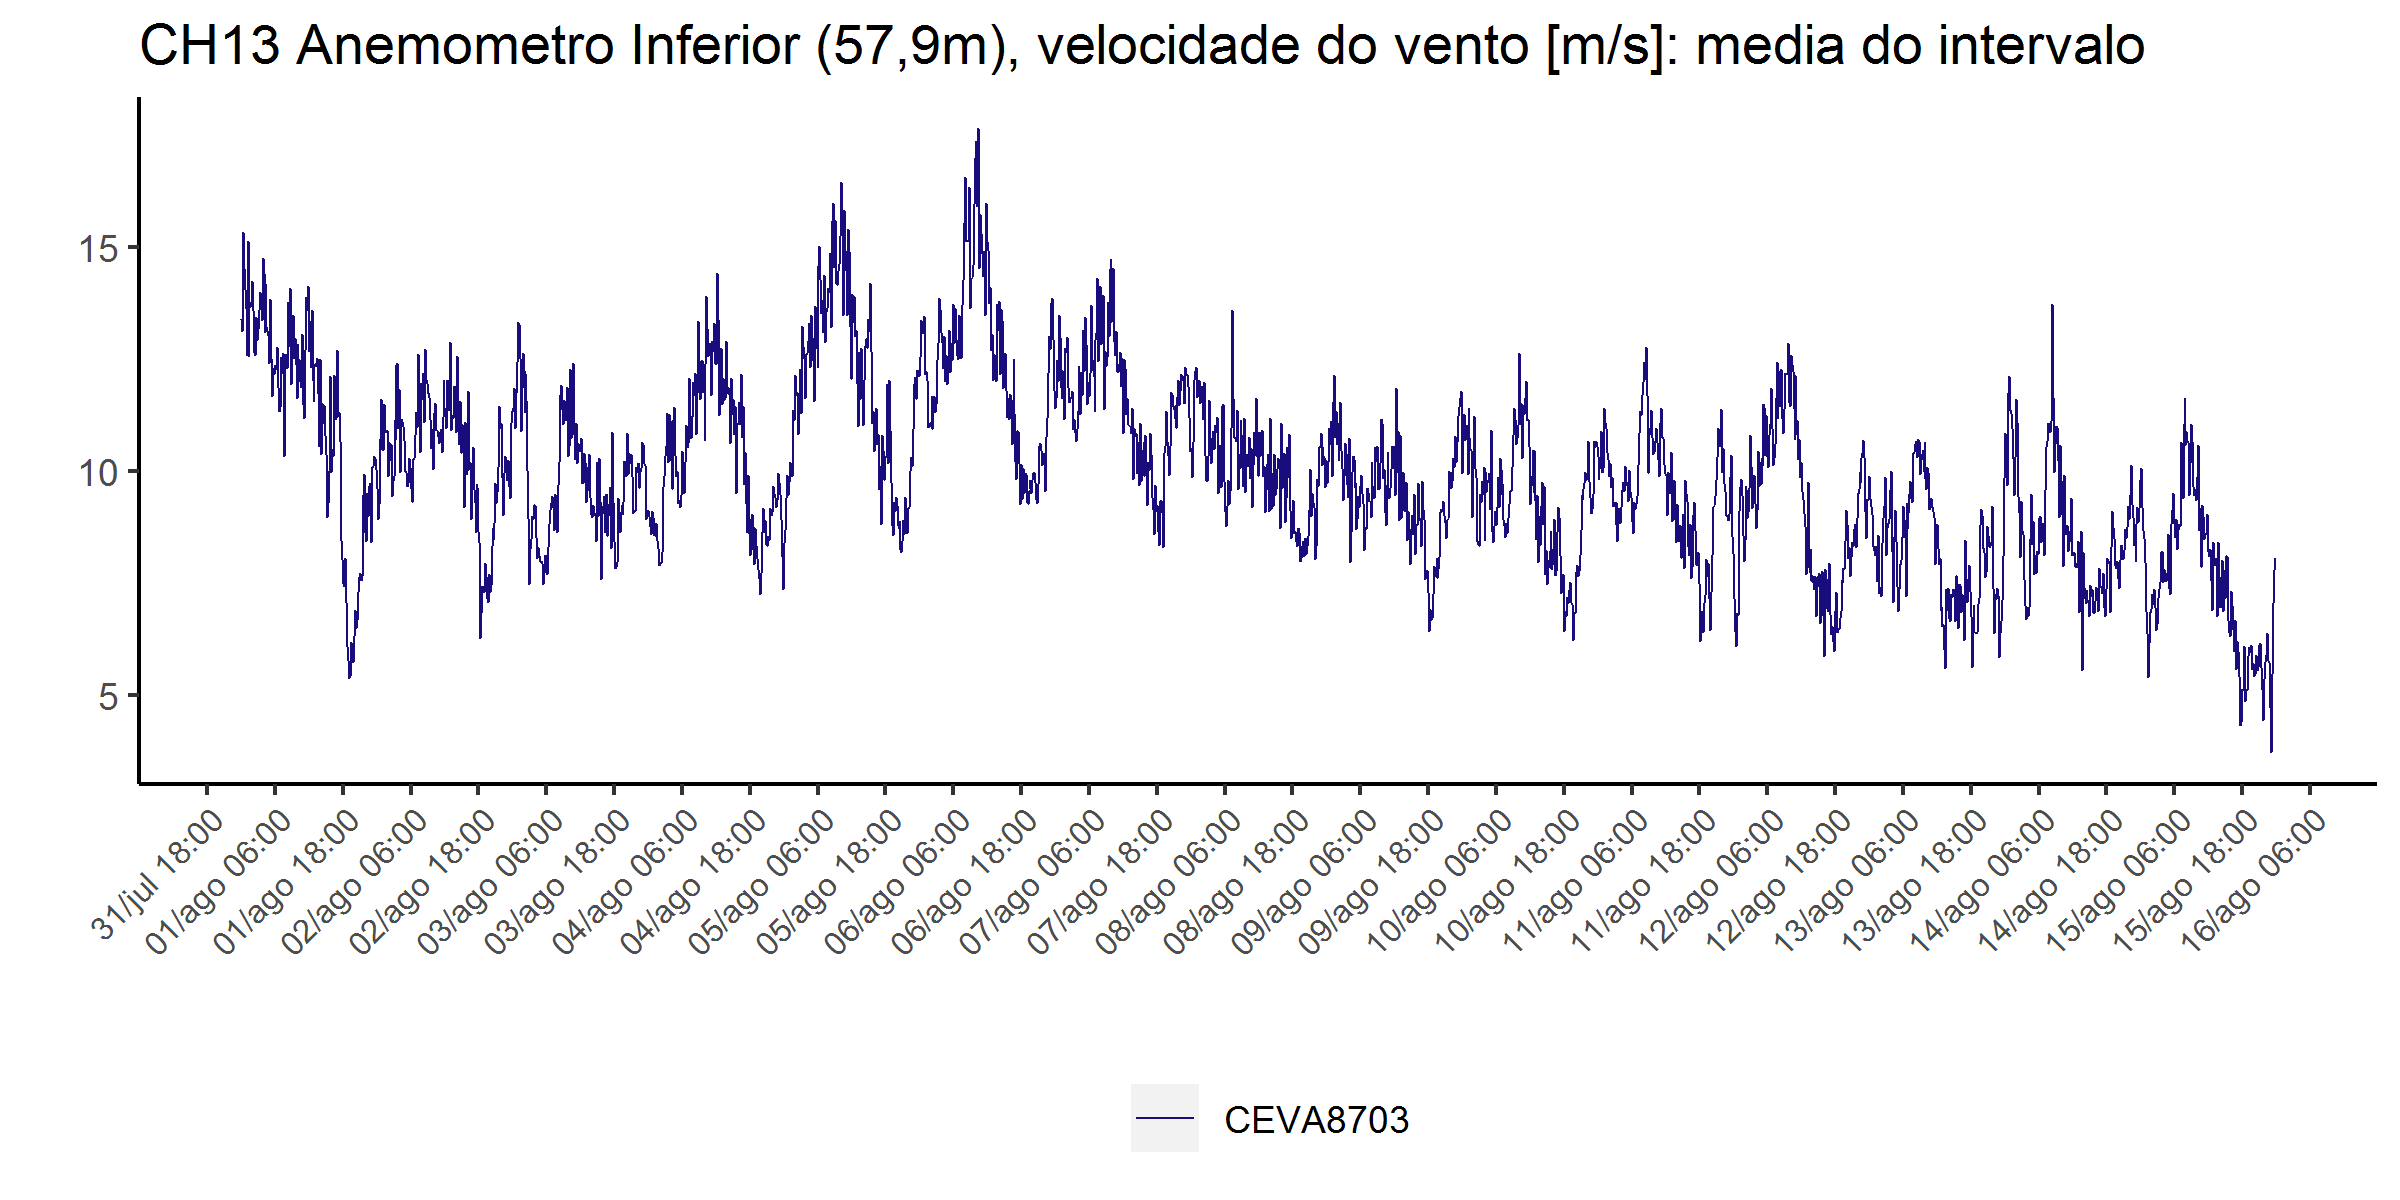 CH13 Anemometro Inferior (57,9m), velocidade do vento [m/s]: media do intervalo
15
10
5
31/jul 18:00
01/ago 06:00
01/ago 18:00
02/ago 06:00
02/ago 18:00
03/ago 06:00
03/ago 18:00
04/ago 06:00
04/ago 18:00
05/ago 06:00
05/ago 18:00
06/ago 06:00
06/ago 18:00
07/ago 06:00
07/ago 18:00
08/ago 06:00
08/ago 18:00
09/ago 06:00
09/ago 18:00
10/ago 06:00
10/ago 18:00
11/ago 06:00
11/ago 18:00
12/ago 06:00
12/ago 18:00
13/ago 06:00
13/ago 18:00
14/ago 06:00
14/ago 18:00
15/ago 06:00
15/ago 18:00
16/ago 06:00
CEVA8703